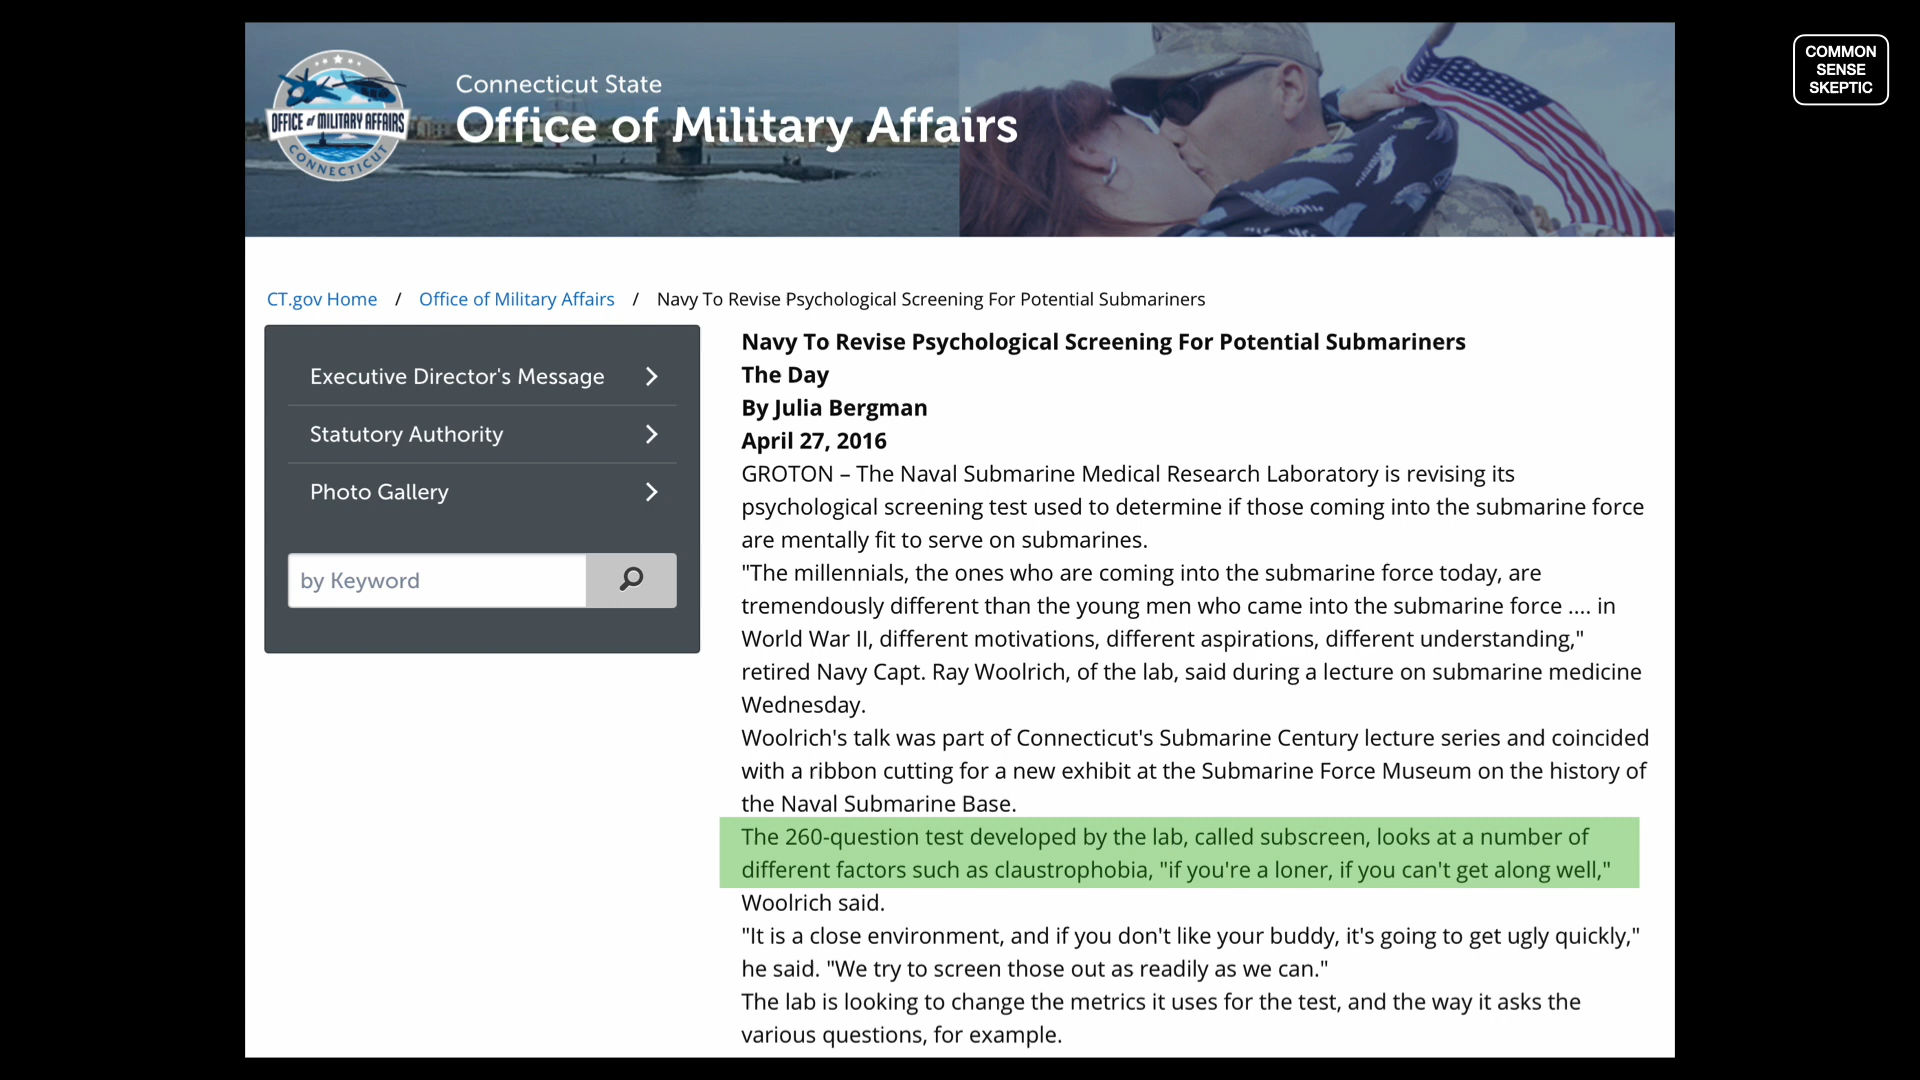 COMMON
SENSE
SKEPTIC
OFFICE of MILITARY AFFAIRS
CONNECTICUT
Connecticut State
Office of Military Affairs
CT.gov Home / Office of Military Affairs / Navy To Revise Psychological Screening For Potential Submariners
Executive Director's Message
Statutory Authority
Photo Gallery
by Keyword
Navy To Revise Psychological Screening For Potential Submariners
The Day
By Julia Bergman
April 27, 2016
GROTON – The Naval Submarine Medical Research Laboratory is revising its
psychological screening test used to determine if those coming into the submarine force
are mentally fit to serve on submarines.
"The millennials, the ones who are coming into the submarine force today, are
tremendously different than the young men who came into the submarine force .... in
World War II, different motivations, different aspirations, different understanding,"
retired Navy Capt. Ray Woolrich, of the lab, said during a lecture on submarine medicine
Wednesday.
Woolrich's talk was part of Connecticut's Submarine Century lecture series and coincided
with a ribbon cutting for a new exhibit at the Submarine Force Museum on the history of
the Naval Submarine Base.
The 260-question test developed by the lab, called subscreen, looks at a number of
different factors such as claustrophobia, "if you're a loner, if you can't get along well,"
Woolrich said.
"It is a close environment, and if you don't like your buddy, it's going to get ugly quickly,"
he said. "We try to screen those out as readily as we can."
The lab is looking to change the metrics it uses for the test, and the way it asks the
various questions, for example.